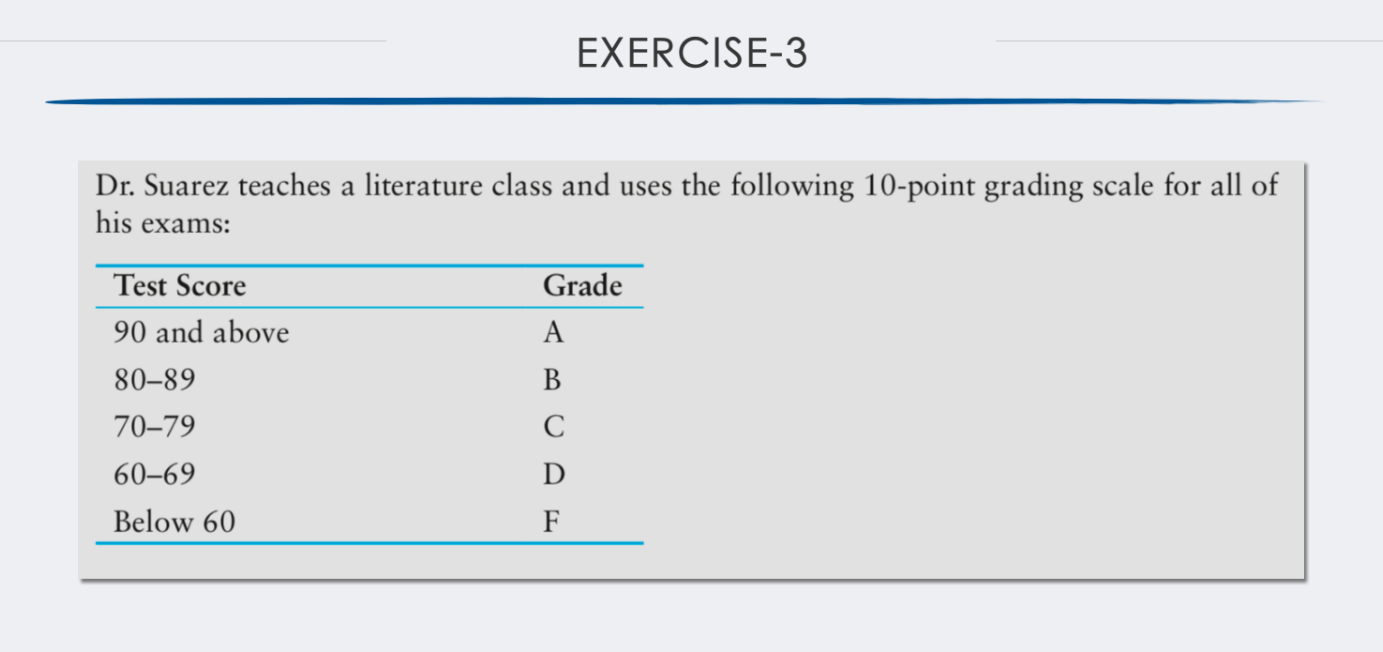 EXERCISE-3
Dr. Suarez teaches a literature class and uses the following 10-point grading scale for all of
his exams:
Test Score Grade
90 and above A
80–89 B
70–79 C
60–69 D
Below 60 F